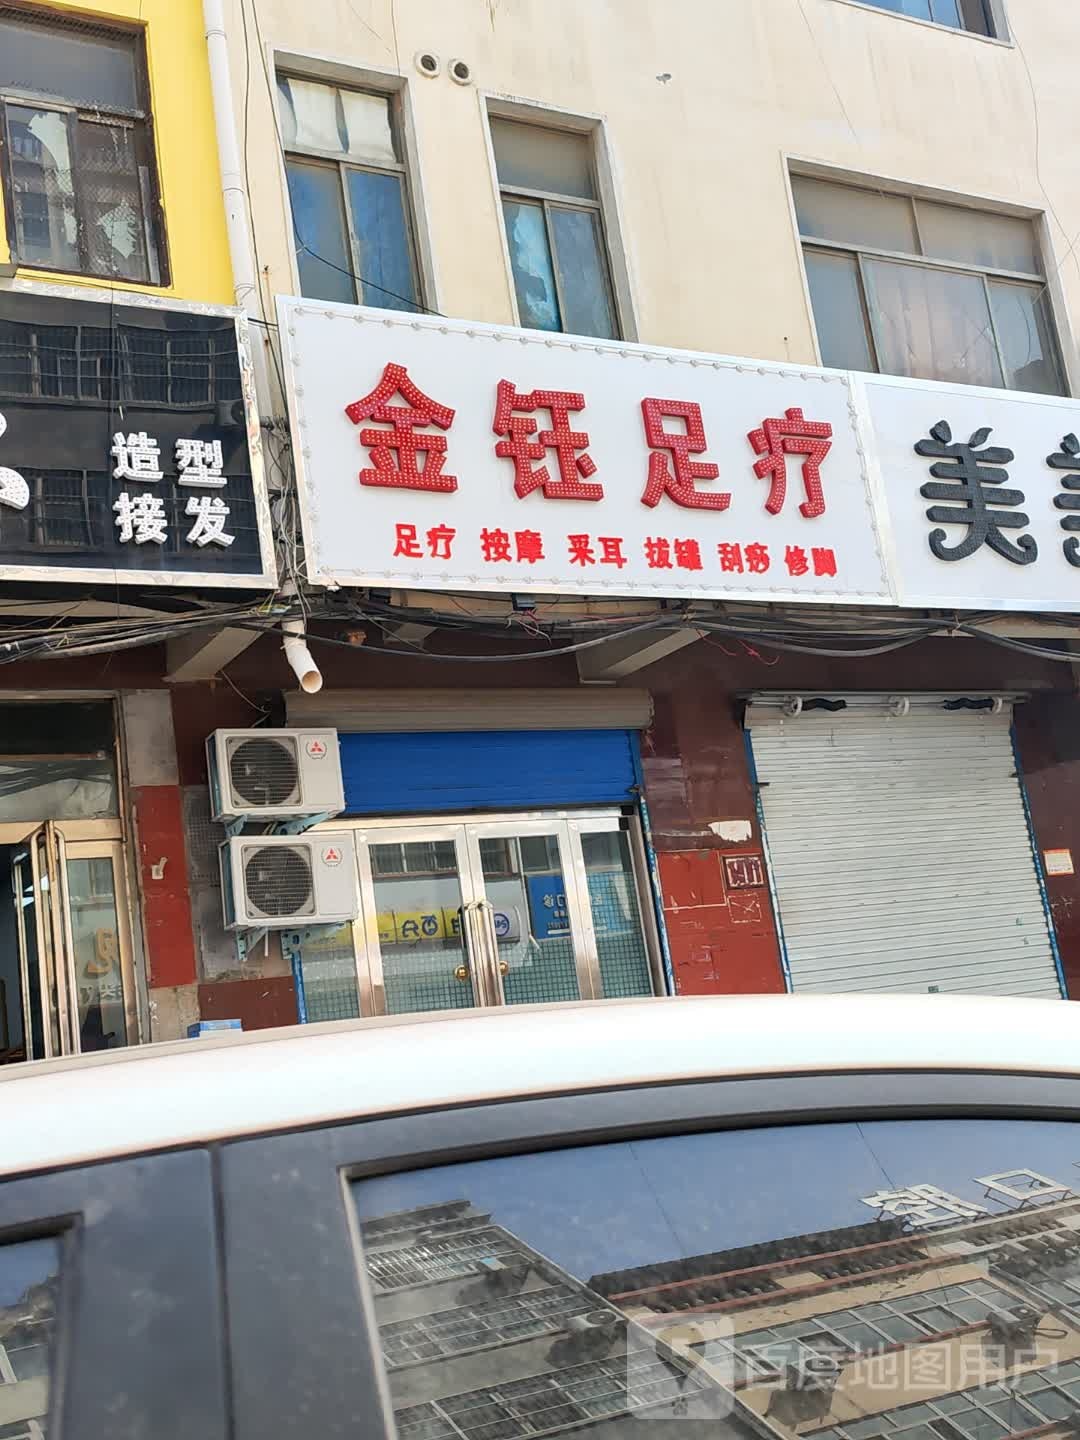 造型
接发
金钰足疗
足疗 按摩 采耳 拔罐 刮痧 修脚
美
百度地图用户